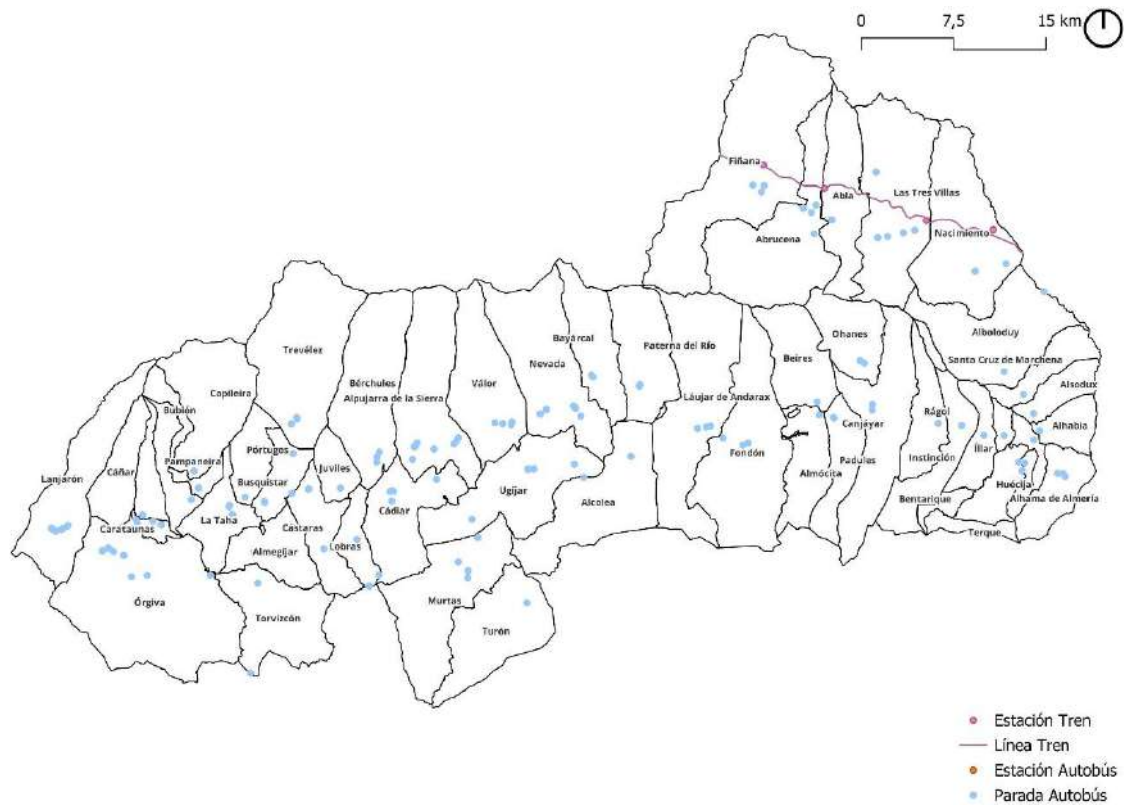 0 7,5 15 km
Fiñana
Abla
Las Tres Villas
Nacimiento
Abrucena
Alboloduy
Ohanes
Bayárcal
Santa Cruz de Marchena
Paterna del Río
Trevélez
Beires
Nevada
Bérchules
Válor
Alsodux
Capileira
Alpujarra de la Sierra
Láujar de Andarax
Bubión
Rágol
Canjáyar
Alhabia
Pórtugos
Íllar
Fondón
Pampaneira
Instinción
Padules
Cáñar
Juviles
Almócita
Lanjarón
Huécija
Busquistar
Ugíjar
Bentarique
Alhama de Almería
Cádiar
Alcolea
La Taha
Cástaras
Carataunas
Terque
Lobras
Almegíjar
Murtas
Órgiva
Torvizcón
Turón
Estación Tren
Línea Tren
Estación Autobús
Parada Autobús